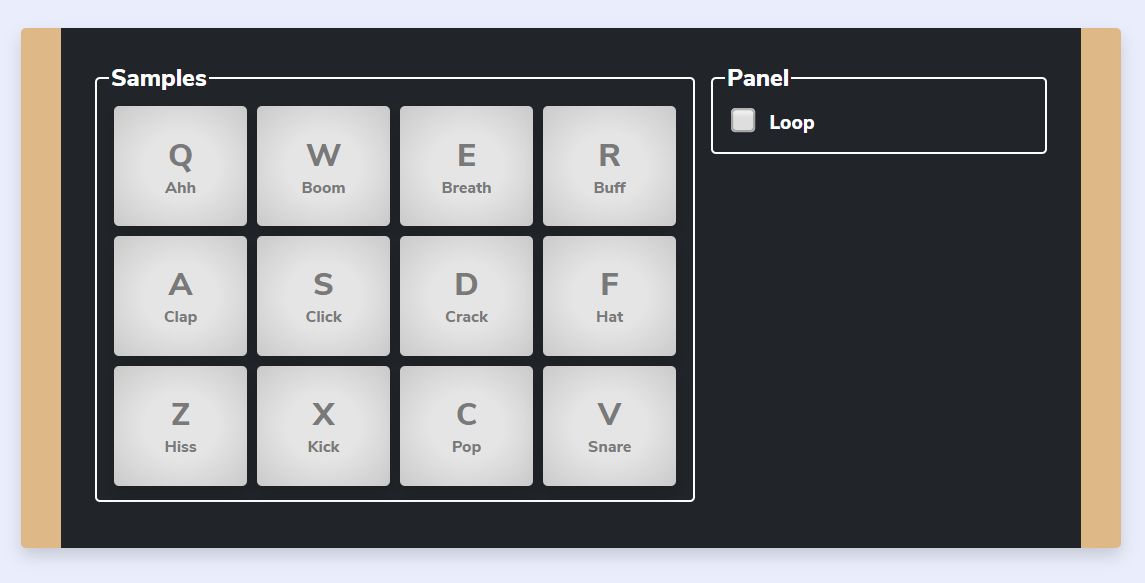 Samples
Q
Ahh
W
Boom
E
Breath
R
Buff
A
Clap
S
Click
D
Crack
F
Hat
Z
Hiss
X
Kick
C
Pop
V
Snare
Panel
Loop